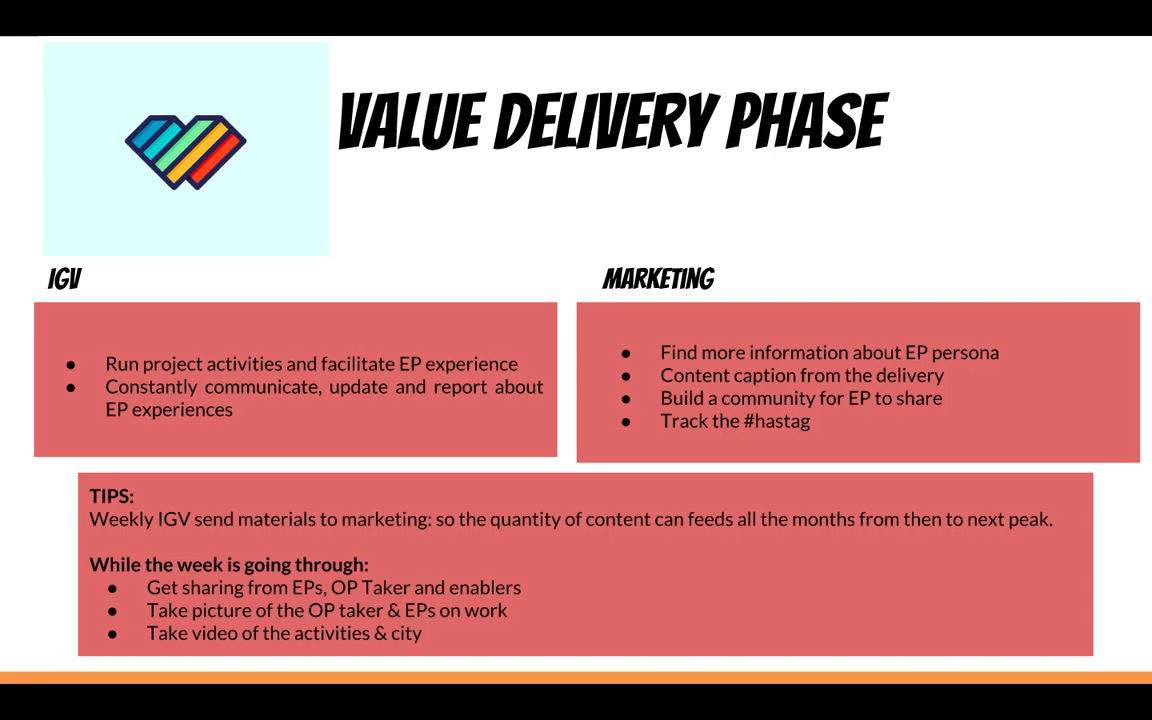 VALUE DELIVERY PHASE
IGV
● Run project activities and facilitate EP experience
● Constantly communicate, update and report about
EP experiences
MARKETING
● Find more information about EP persona
● Content caption from the delivery
● Build a community for EP to share
● Track the #hastag
TIPS:
Weekly IGV send materials to marketing: so the quantity of content can feeds all the months from then to next peak.
While the week is going through:
● Get sharing from EPs, OP Taker and enablers
● Take picture of the OP taker & EPs on work
● Take video of the activities & city